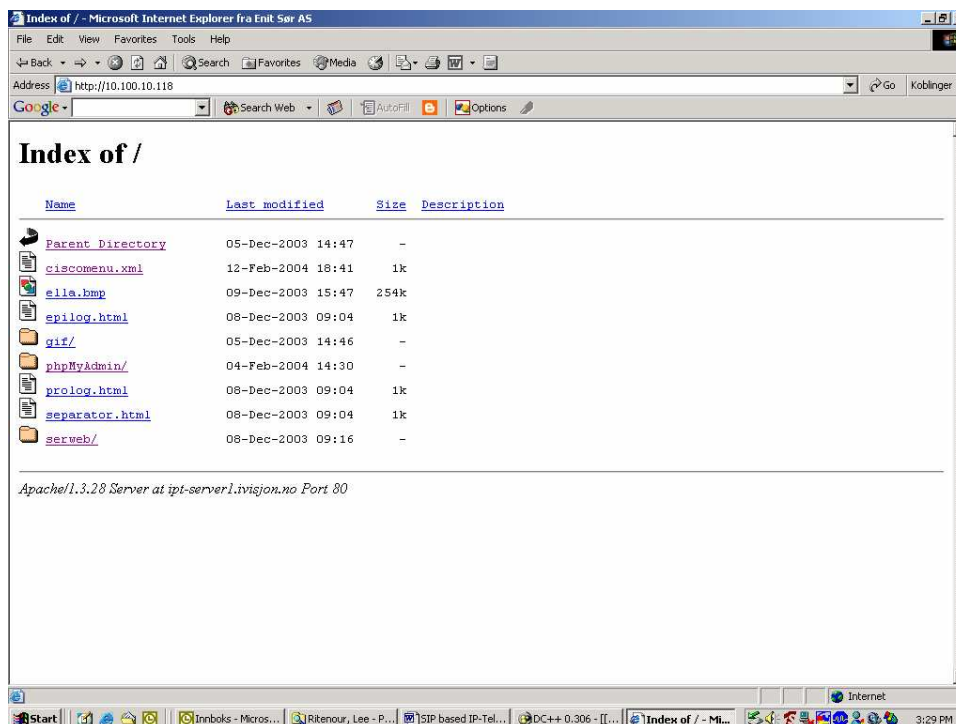 Index of / - Microsoft Internet Explorer fra Enit Sør AS
File Edit View Favorites Tools Help
Back Search Favorites Media
Address http://10.100.10.118 Go Koblinger
Google Search Web AutoFill Options
Index of /
Name Last modified Size Description
Parent Directory 05-Dec-2003 14:47 -
ciscomenu.xml 12-Feb-2004 18:41 1k
ella.bmp 09-Dec-2003 15:47 254k
epilog.html 08-Dec-2003 09:04 1k
gif/ 05-Dec-2003 14:46 -
phpMyAdmin/ 04-Feb-2004 14:30 -
prolog.html 08-Dec-2003 09:04 1k
separator.html 08-Dec-2003 09:04 1k
serweb/ 08-Dec-2003 09:16 -
Apache/1.3.28 Server at ipt-server1.ivisjon.no Port 80
Internet
Start Innboks - Micros... Ritenour, Lee - P... SIP based IP-Tel... DC++ 0.306 - [[... Index of / - Mi... 3:29 PM